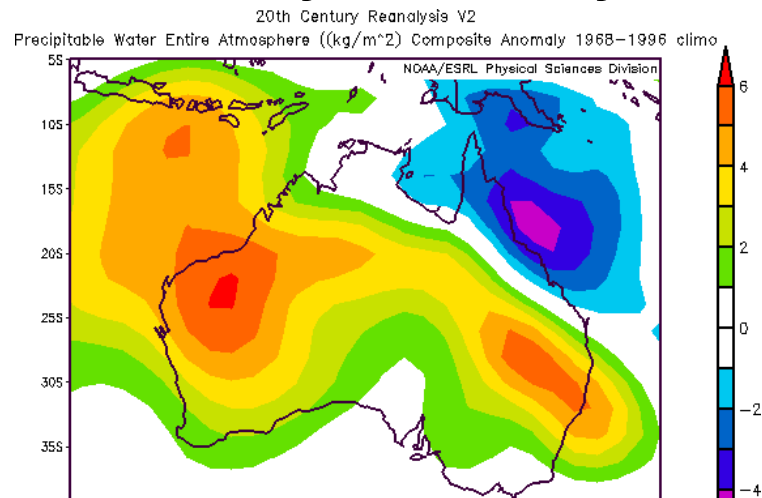 20th Century Reanalysis V2
Precipitable Water Entire Atmosphere ((kg/m^2) Composite Anomaly 1968-1996 climo
NOAA/ESRL Physical Sciences Division
5S
10S
15S
20S
25S
30S
35S
6
4
2
0
-2
-4